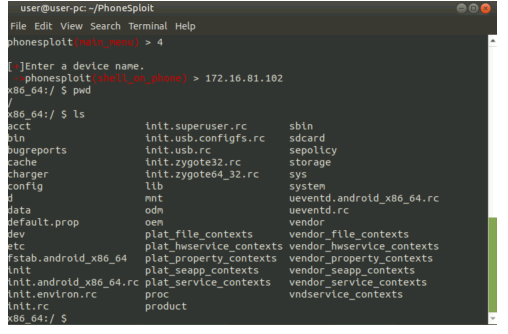 user@user-pc: ~/PhoneSploit
File Edit View Search Terminal Help
phonesploit(main_menu) > 4
[+]Enter a device name.
->phonesploit(shell_on_phone) > 172.16.81.102
x86_64:/ $ pwd
/
x86_64:/ $ ls
acct init.superuser.rc sbin
bin init.usb.configfs.rc sdcard
bugreports init.usb.rc sepolicy
cache init.zygote32.rc storage
charger init.zygote64_32.rc sys
config lib system
d mnt ueventd.android_x86_64.rc
data odm ueventd.rc
default.prop oem vendor
dev plat_file_contexts vendor_file_contexts
etc plat_hwservice_contexts vendor_hwservice_contexts
fstab.android_x86_64 plat_property_contexts vendor_property_contexts
init plat_seapp_contexts vendor_seapp_contexts
init.android_x86_64.rc plat_service_contexts vendor_service_contexts
init.environ.rc proc vndservice_contexts
init.rc product
x86_64:/ $